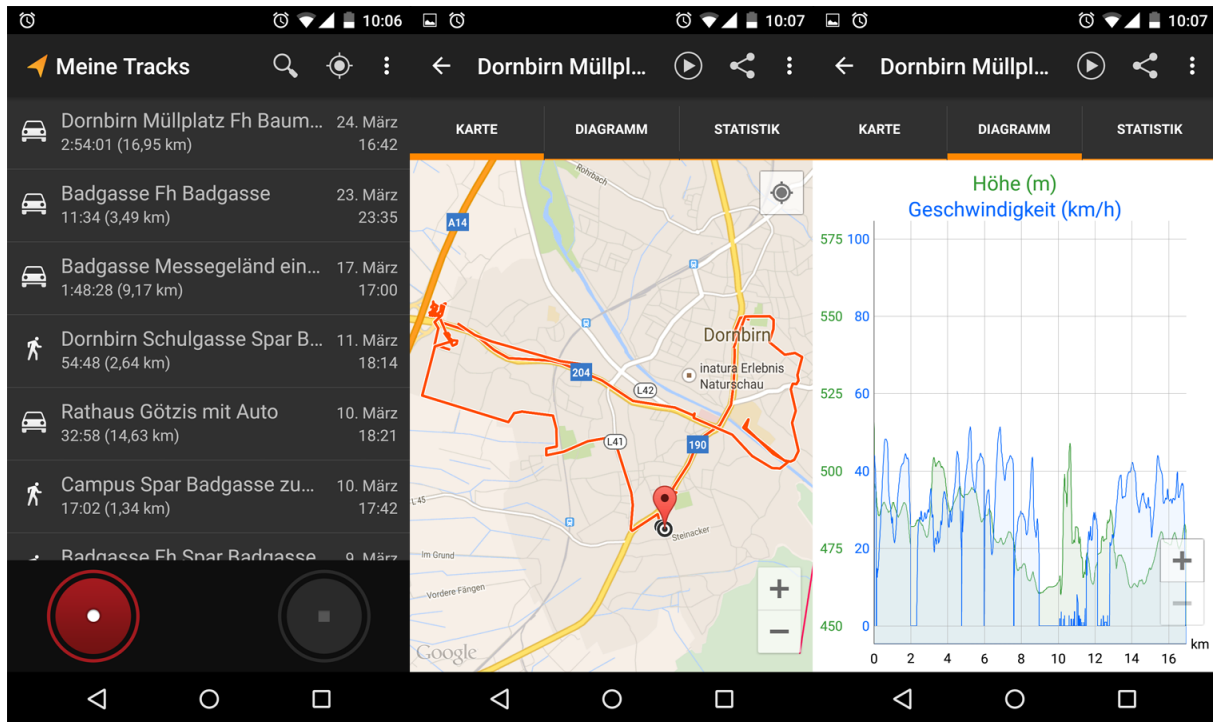 10:06
Meine Tracks
Dornbirn Müllplatz Fh Baum... 24. März
2:54:01 (16,95 km) 16:42
Badgasse Fh Badgasse 23. März
11:34 (3,49 km) 23:35
Badgasse Messegeländ ein... 17. März
1:48:28 (9,17 km) 17:00
Dornbirn Schulgasse Spar B... 11. März
54:48 (2,64 km) 18:14
Rathaus Götzis mit Auto 10. März
32:58 (14,63 km) 18:21
Campus Spar Badgasse zu... 10. März
17:02 (1,34 km) 17:42
Badgasse Fh Spar Badgasse 9. März
10:07
Dornbirn Müllpl...
KARTE DIAGRAMM STATISTIK
Rohrbach
A14
Dornbirn
204
inatura Erlebnis
Naturschau
L42
L41
190
L 45
Steinacker
Im Grund
Vordere Fängen
+
−
Google
10:07
Dornbirn Müllpl...
KARTE DIAGRAMM STATISTIK
Höhe (m)
Geschwindigkeit (km/h)
575 100
550 80
525 60
500 40
475 20
+
−
450 0
km
0 2 4 6 8 10 12 14 16